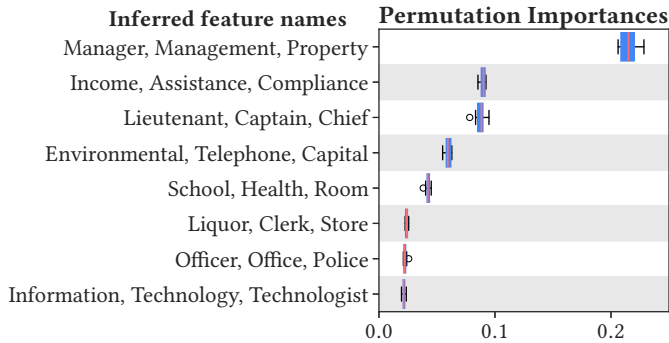 Inferred feature names Permutation Importances
Manager, Management, Property
Income, Assistance, Compliance
Lieutenant, Captain, Chief
Environmental, Telephone, Capital
School, Health, Room
Liquor, Clerk, Store
Officer, Office, Police
Information, Technology, Technologist
0.0 0.1 0.2